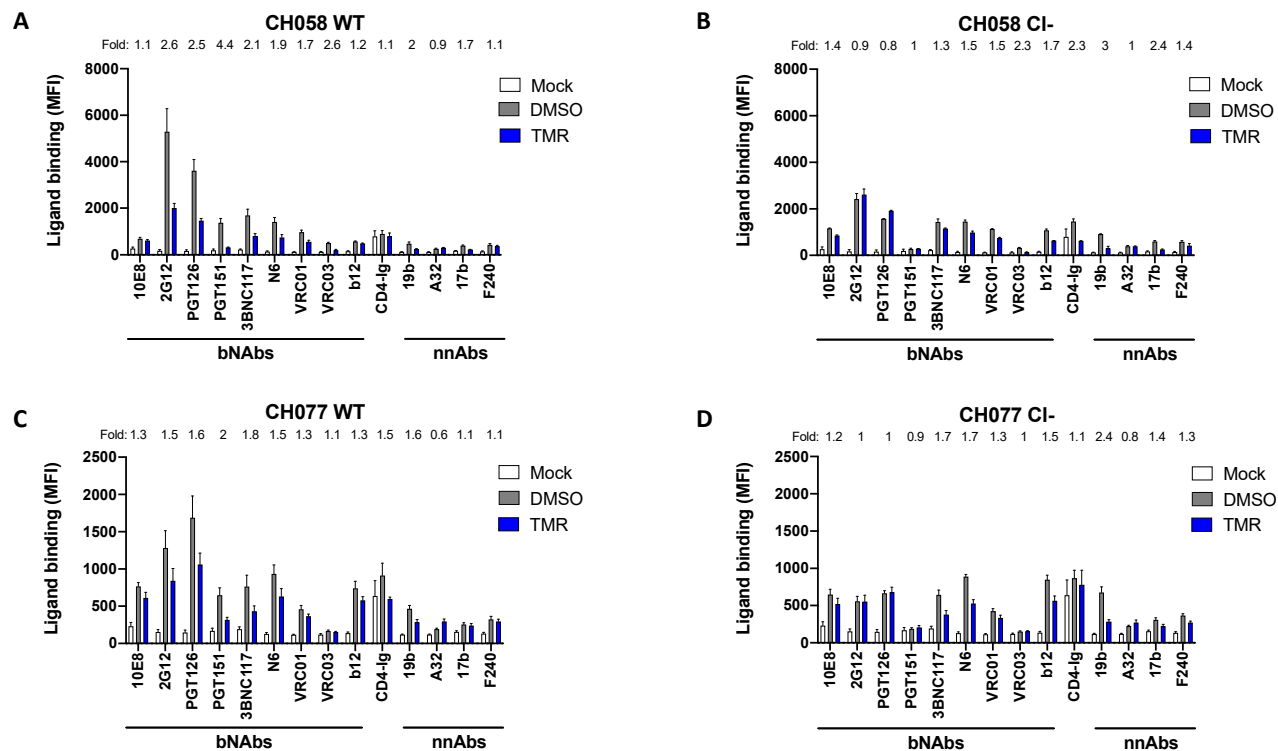 A
CH058 WT
Fold: 1.1 2.6 2.5 4.4 2.1 1.9 1.7 2.6 1.2 1.1 2 0.9 1.7 1.1
Ligand binding (MFI)
8000
6000
4000
2000
0
Mock
DMSO
TMR
10E8 2G12 PGT126 PGT151 3BNC117 N6 VRC01 VRC03 b12 CD4-Ig 19b A32 17b F240
bNAbs nnAbs
B
CH058 Cl-
Fold: 1.4 0.9 0.8 1 1.3 1.5 1.5 2.3 1.7 2.3 3 1 2.4 1.4
Ligand binding (MFI)
8000
6000
4000
2000
0
Mock
DMSO
TMR
10E8 2G12 PGT126 PGT151 3BNC117 N6 VRC01 VRC03 b12 CD4-Ig 19b A32 17b F240
bNAbs nnAbs
C
CH077 WT
Fold: 1.3 1.5 1.6 2 1.8 1.5 1.3 1.1 1.3 1.5 1.6 0.6 1.1 1.1
Ligand binding (MFI)
2500
2000
1500
1000
500
0
Mock
DMSO
TMR
10E8 2G12 PGT126 PGT151 3BNC117 N6 VRC01 VRC03 b12 CD4-Ig 19b A32 17b F240
bNAbs nnAbs
D
CH077 Cl-
Fold: 1.2 1 1 0.9 1.7 1.7 1.3 1 1.5 1.1 2.4 0.8 1.4 1.3
Ligand binding (MFI)
2500
2000
1500
1000
500
0
Mock
DMSO
TMR
10E8 2G12 PGT126 PGT151 3BNC117 N6 VRC01 VRC03 b12 CD4-Ig 19b A32 17b F240
bNAbs nnAbs